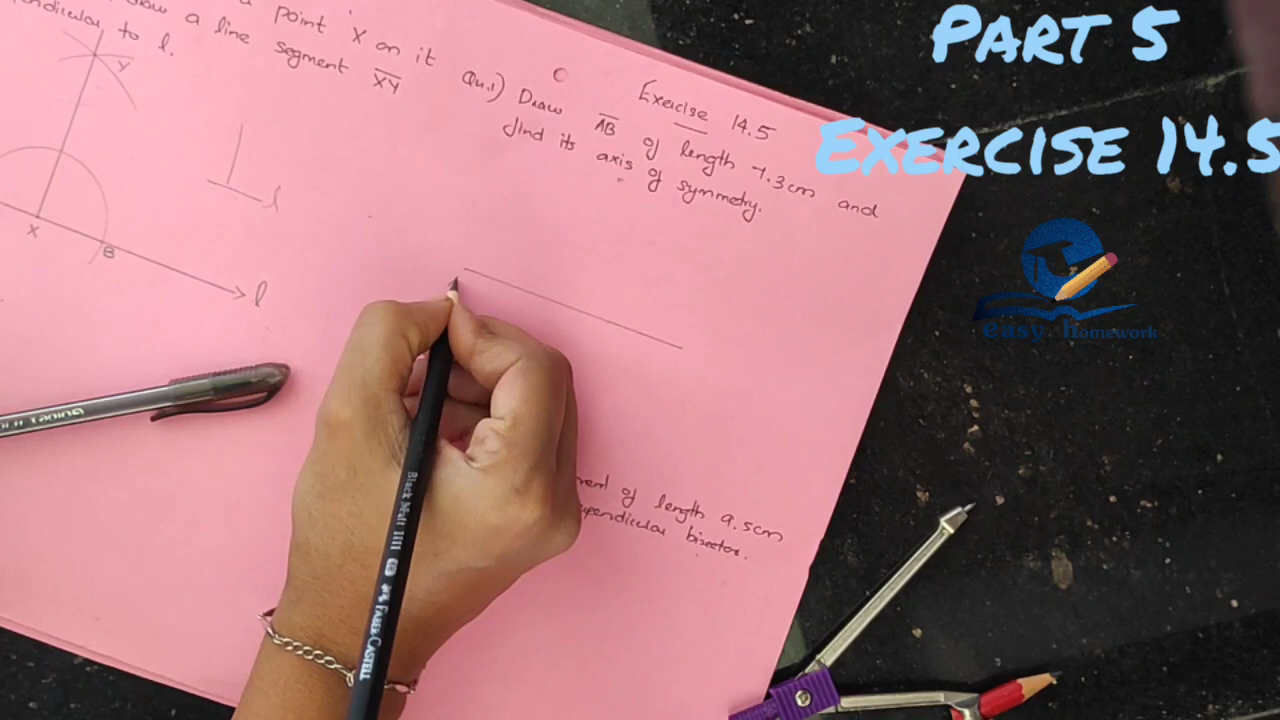 Part 5
Exercise 14.5
easy homework
point X on it
a line segment XY
to l.
Y
X
B
l
l
Exercise 14.5
Qu.1) Draw AB of length 7.3cm and
find its axis of symmetry.
of length 9.5cm
bisector.
Black Matt 1111
FABER CASTELL